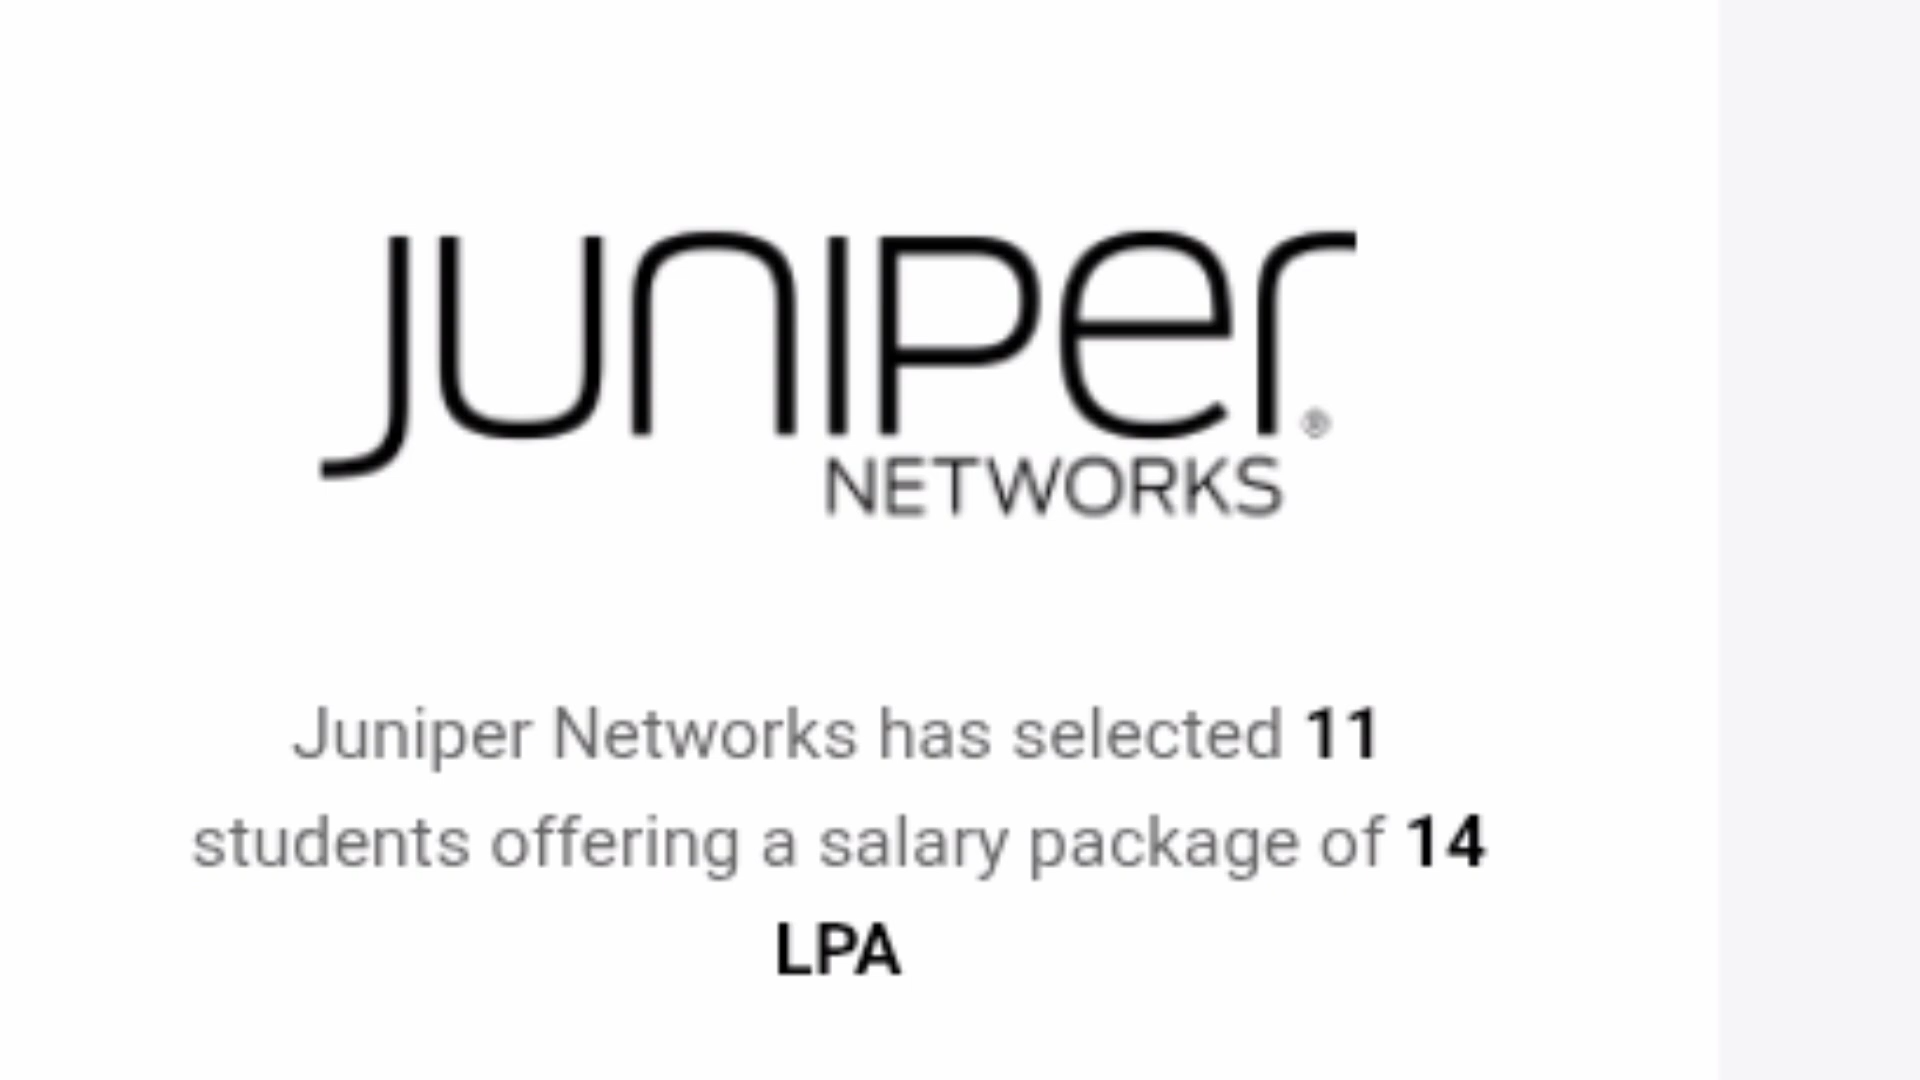 JUNIPer®
NETWORKS
Juniper Networks has selected 11
students offering a salary package of 14
LPA